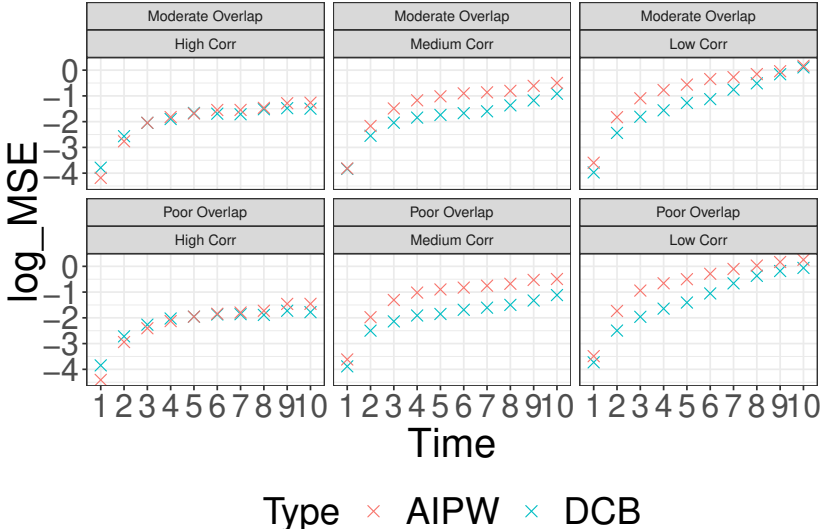 Moderate Overlap Moderate Overlap Moderate Overlap
High Corr Medium Corr Low Corr
0
−1
−2
−3
−4
Poor Overlap Poor Overlap Poor Overlap
High Corr Medium Corr Low Corr
0
−1
−2
−3
−4
log_MSE
1 2 3 4 5 6 7 8 9 10 1 2 3 4 5 6 7 8 9 10 1 2 3 4 5 6 7 8 9 10
Time
Type AIPW DCB